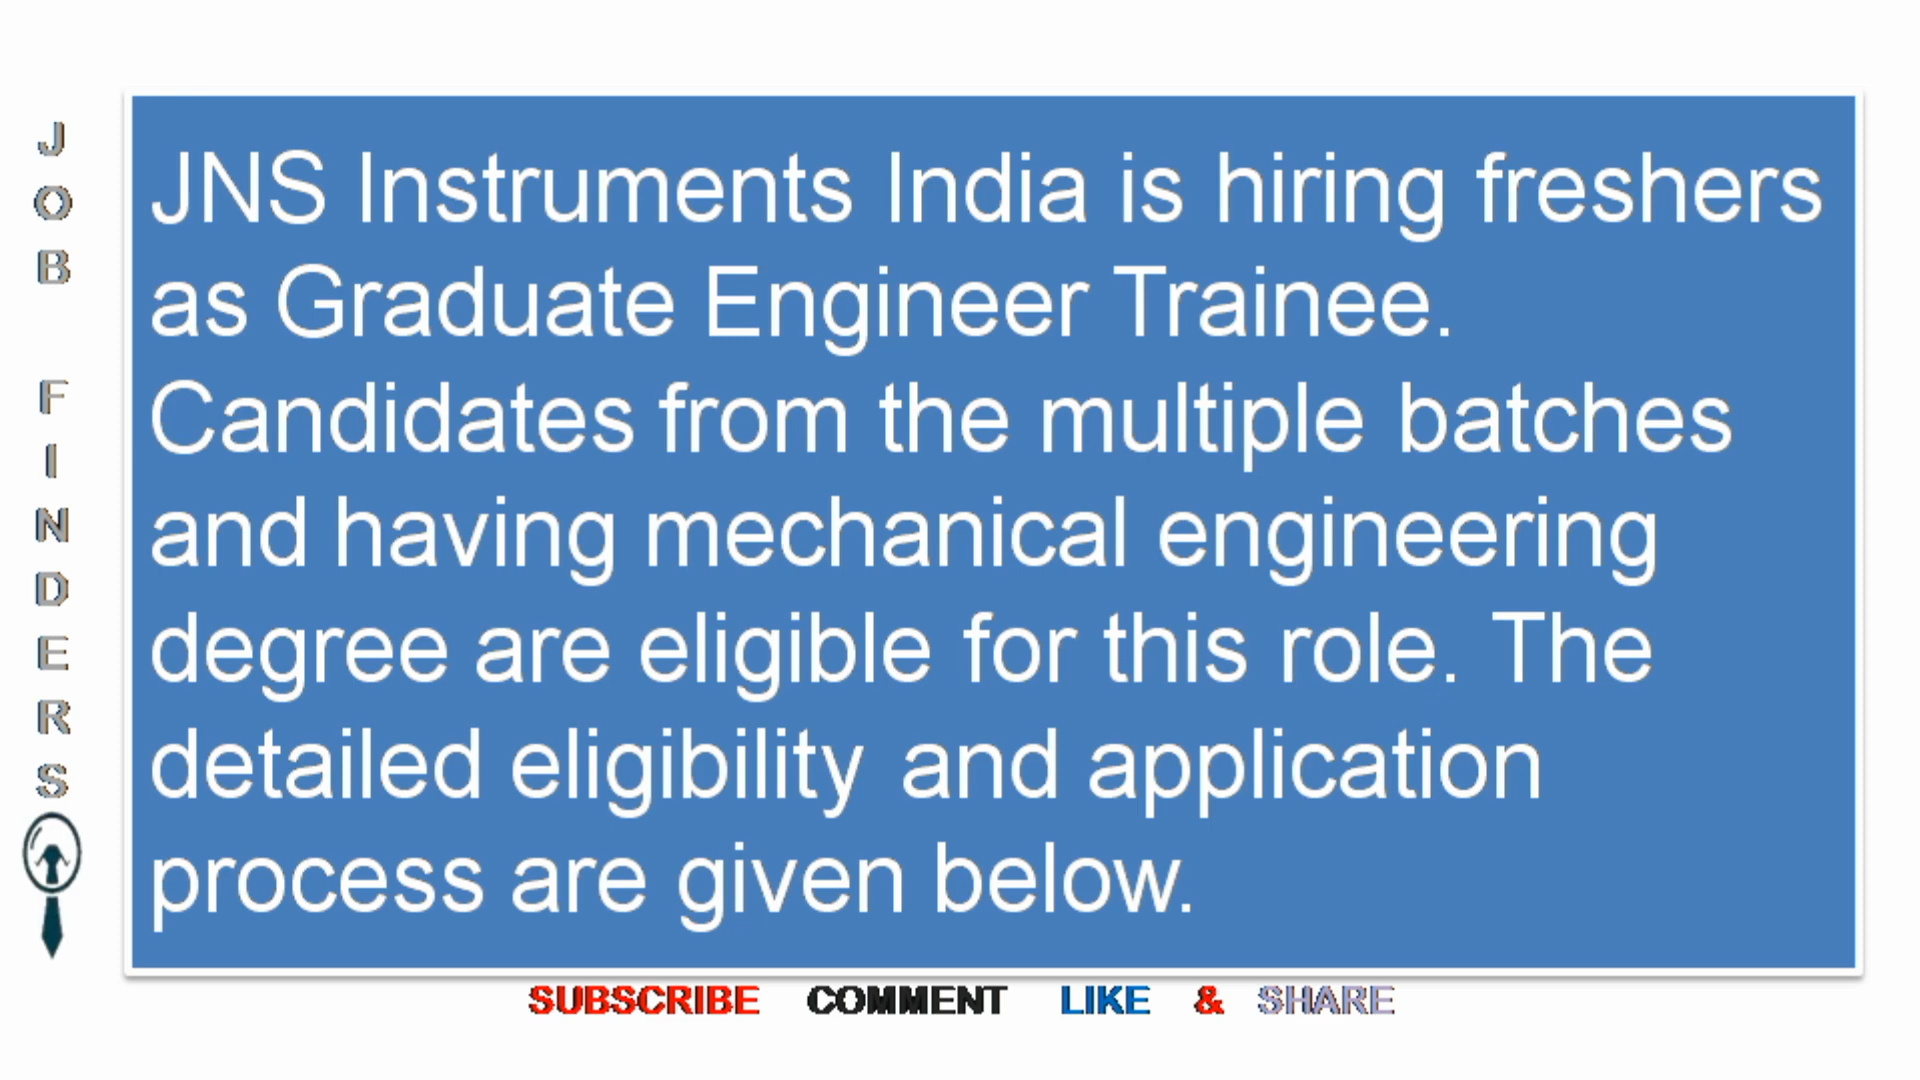 JOB FINDERS
JNS Instruments India is hiring freshers
as Graduate Engineer Trainee.
Candidates from the multiple batches
and having mechanical engineering
degree are eligible for this role. The
detailed eligibility and application
process are given below.
SUBSCRIBE COMMENT LIKE & SHARE